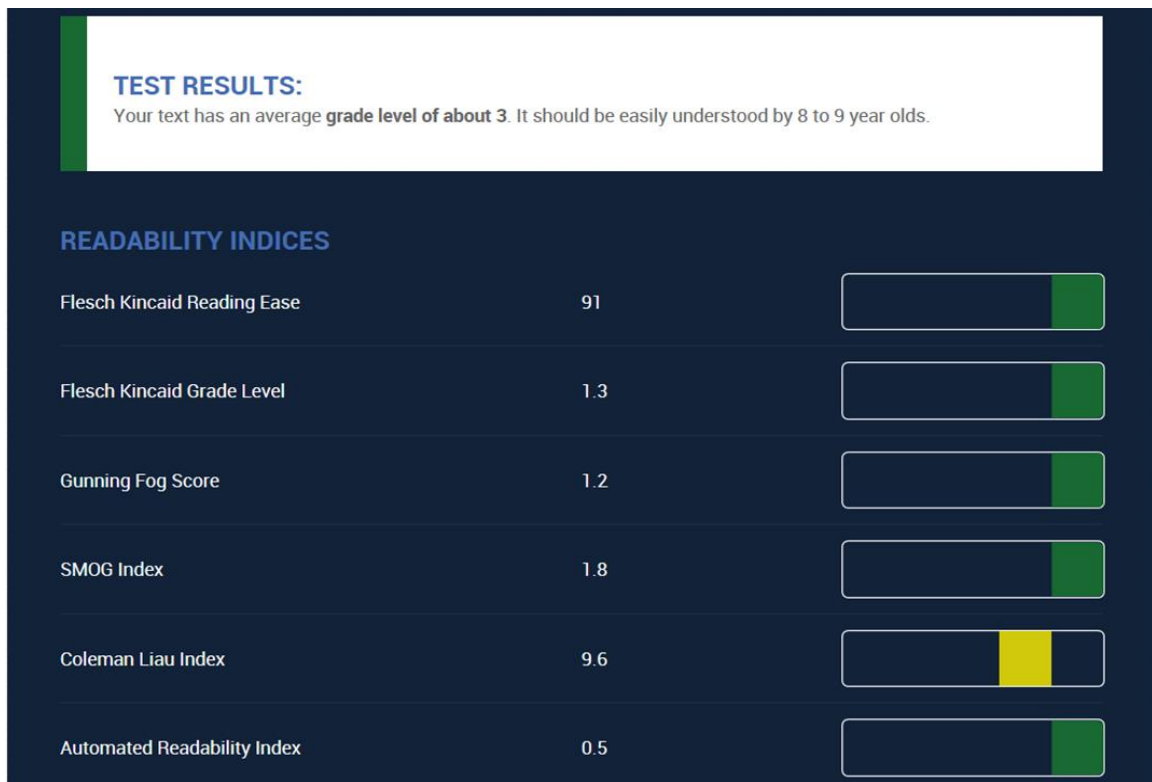 TEST RESULTS:
Your text has an average grade level of about 3. It should be easily understood by 8 to 9 year olds.
READABILITY INDICES
Flesch Kincaid Reading Ease 91
Flesch Kincaid Grade Level 1.3
Gunning Fog Score 1.2
SMOG Index 1.8
Coleman Liau Index 9.6
Automated Readability Index 0.5